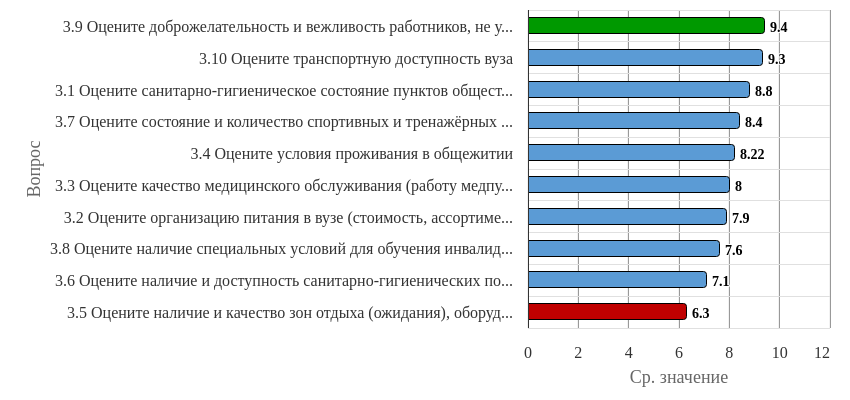 3.9 Оцените доброжелательность и вежливость работников, не у...
9.4
3.10 Оцените транспортную доступность вуза
9.3
3.1 Оцените санитарно-гигиеническое состояние пунктов общест...
8.8
3.7 Оцените состояние и количество спортивных и тренажёрных ...
8.4
3.4 Оцените условия проживания в общежитии
8.22
3.3 Оцените качество медицинского обслуживания (работу медпу...
8
3.2 Оцените организацию питания в вузе (стоимость, ассортиме...
7.9
3.8 Оцените наличие специальных условий для обучения инвалид...
7.6
3.6 Оцените наличие и доступность санитарно-гигиенических по...
7.1
3.5 Оцените наличие и качество зон отдыха (ожидания), оборуд...
6.3
Вопрос
0 2 4 6 8 10 12
Ср. значение